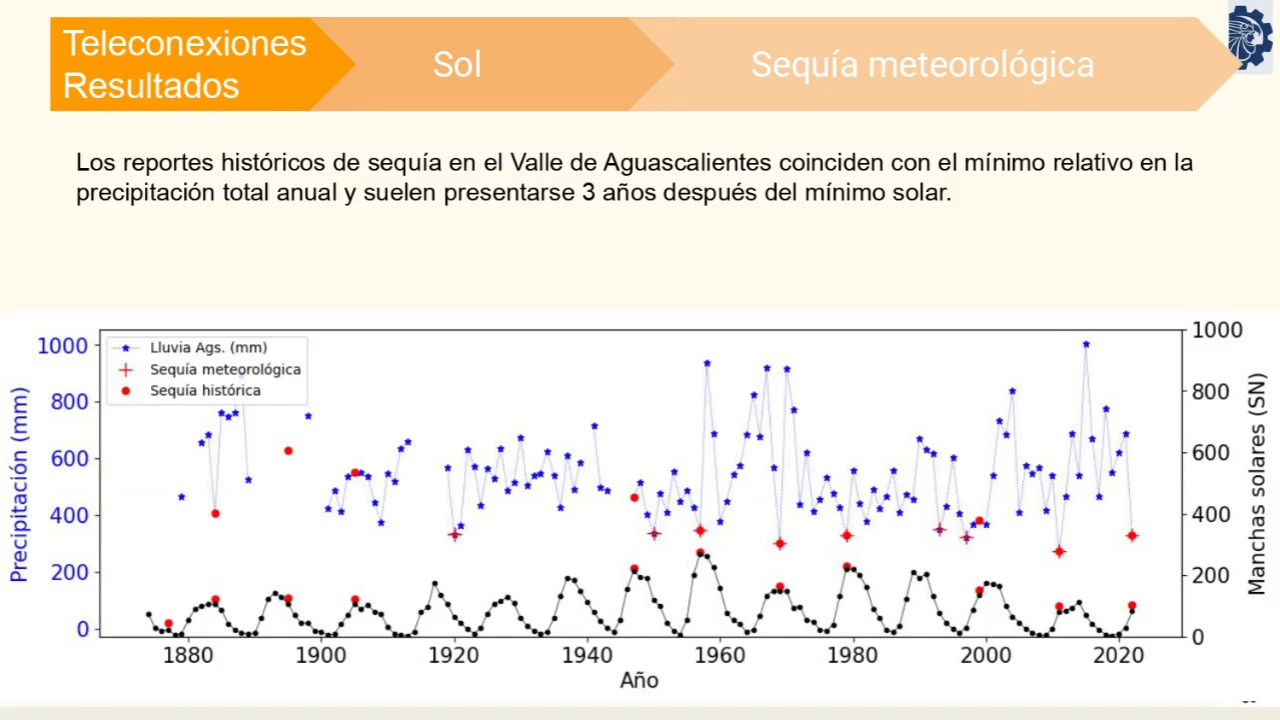 Teleconexiones
Resultados
Sol
Sequía meteorológica
Los reportes históricos de sequía en el Valle de Aguascalientes coinciden con el mínimo relativo en la
precipitación total anual y suelen presentarse 3 años después del mínimo solar.
Lluvia Ags. (mm)
Sequía meteorológica
Sequía histórica
Precipitación (mm)
1000
800
600
400
200
0
1000
800
600
400
200
0
Manchas solares (SN)
1880 1900 1920 1940 1960 1980 2000 2020
Año